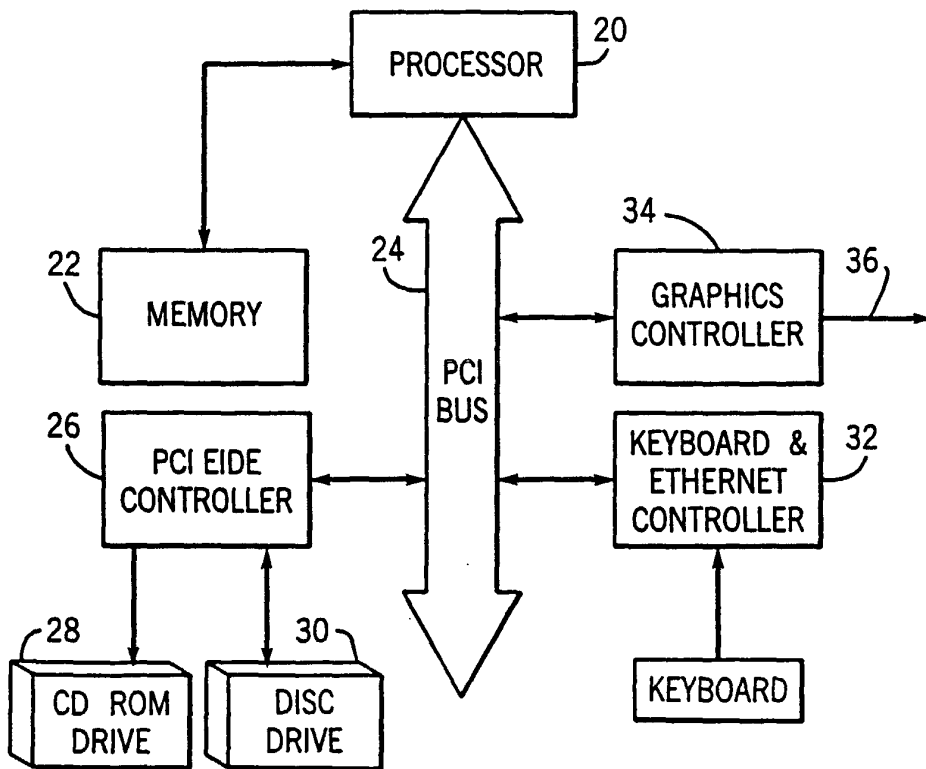 PROCESSOR
20
22
MEMORY
24
34
GRAPHICS
CONTROLLER
36
PCI
BUS
26
PCI EIDE
CONTROLLER
KEYBOARD &
ETHERNET
CONTROLLER
32
28
CD ROM
DRIVE
30
DISC
DRIVE
KEYBOARD